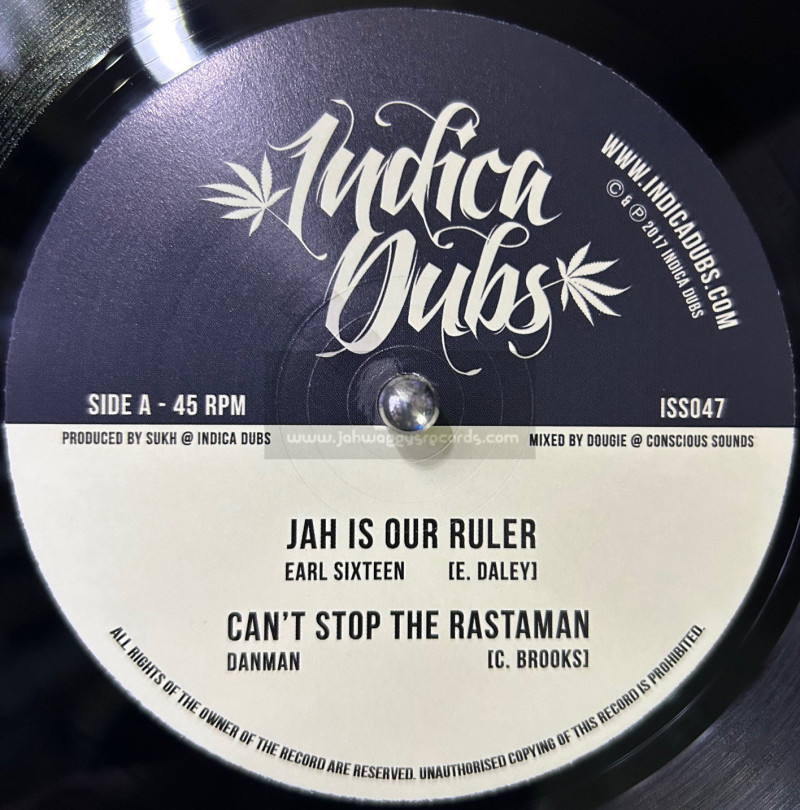 Indica
Dubs
WWW.INDICADUBS.COM
© & ℗ 2017 INDICA DUBS
SIDE A - 45 RPM
ISS047
PRODUCED BY SUKH @ INDICA DUBS
www.jahwaggysrecords.com
MIXED BY DOUGIE @ CONSCIOUS SOUNDS
JAH IS OUR RULER
EARL SIXTEEN [E. DALEY]
CAN'T STOP THE RASTAMAN
DANMAN [C. BROOKS]
ALL RIGHTS OF THE OWNER OF THE RECORD ARE RESERVED. UNAUTHORISED COPYING OF THIS RECORD IS PROHIBITED.